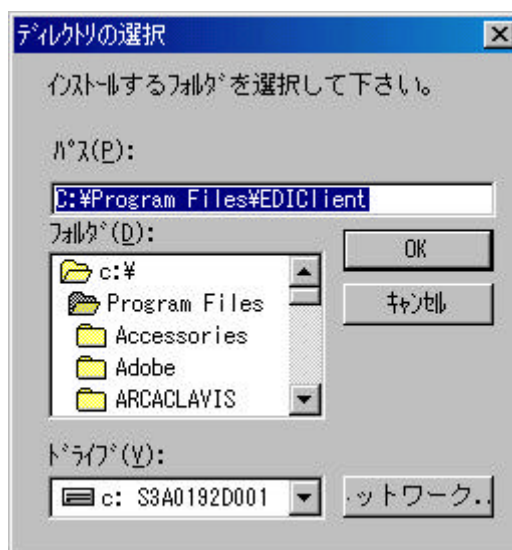 ディレクトリの選択
インストールするフォルダを選択して下さい。
パス(P):
C:¥Program Files¥EDIClient
フォルダ(D):
OK
c:¥
Program Files
キャンセル
Accessories
Adobe
ARCACLAVIS
ドライブ(V):
c: S3A0192D001
ットワーク..